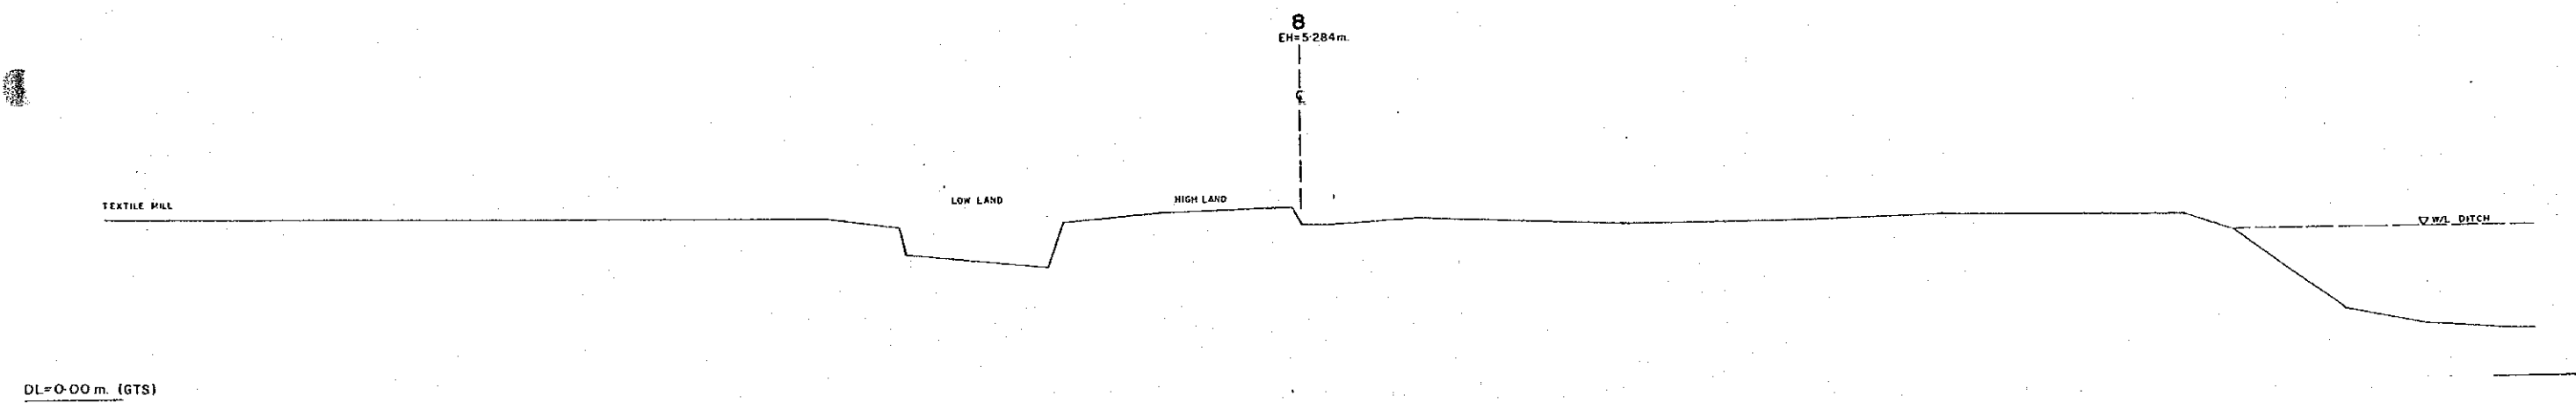 8
EH=5·284m.
℄
TEXTILE MILL
LOW LAND
HIGH LAND
W/L DITCH
DL=0·00 m. (GTS)